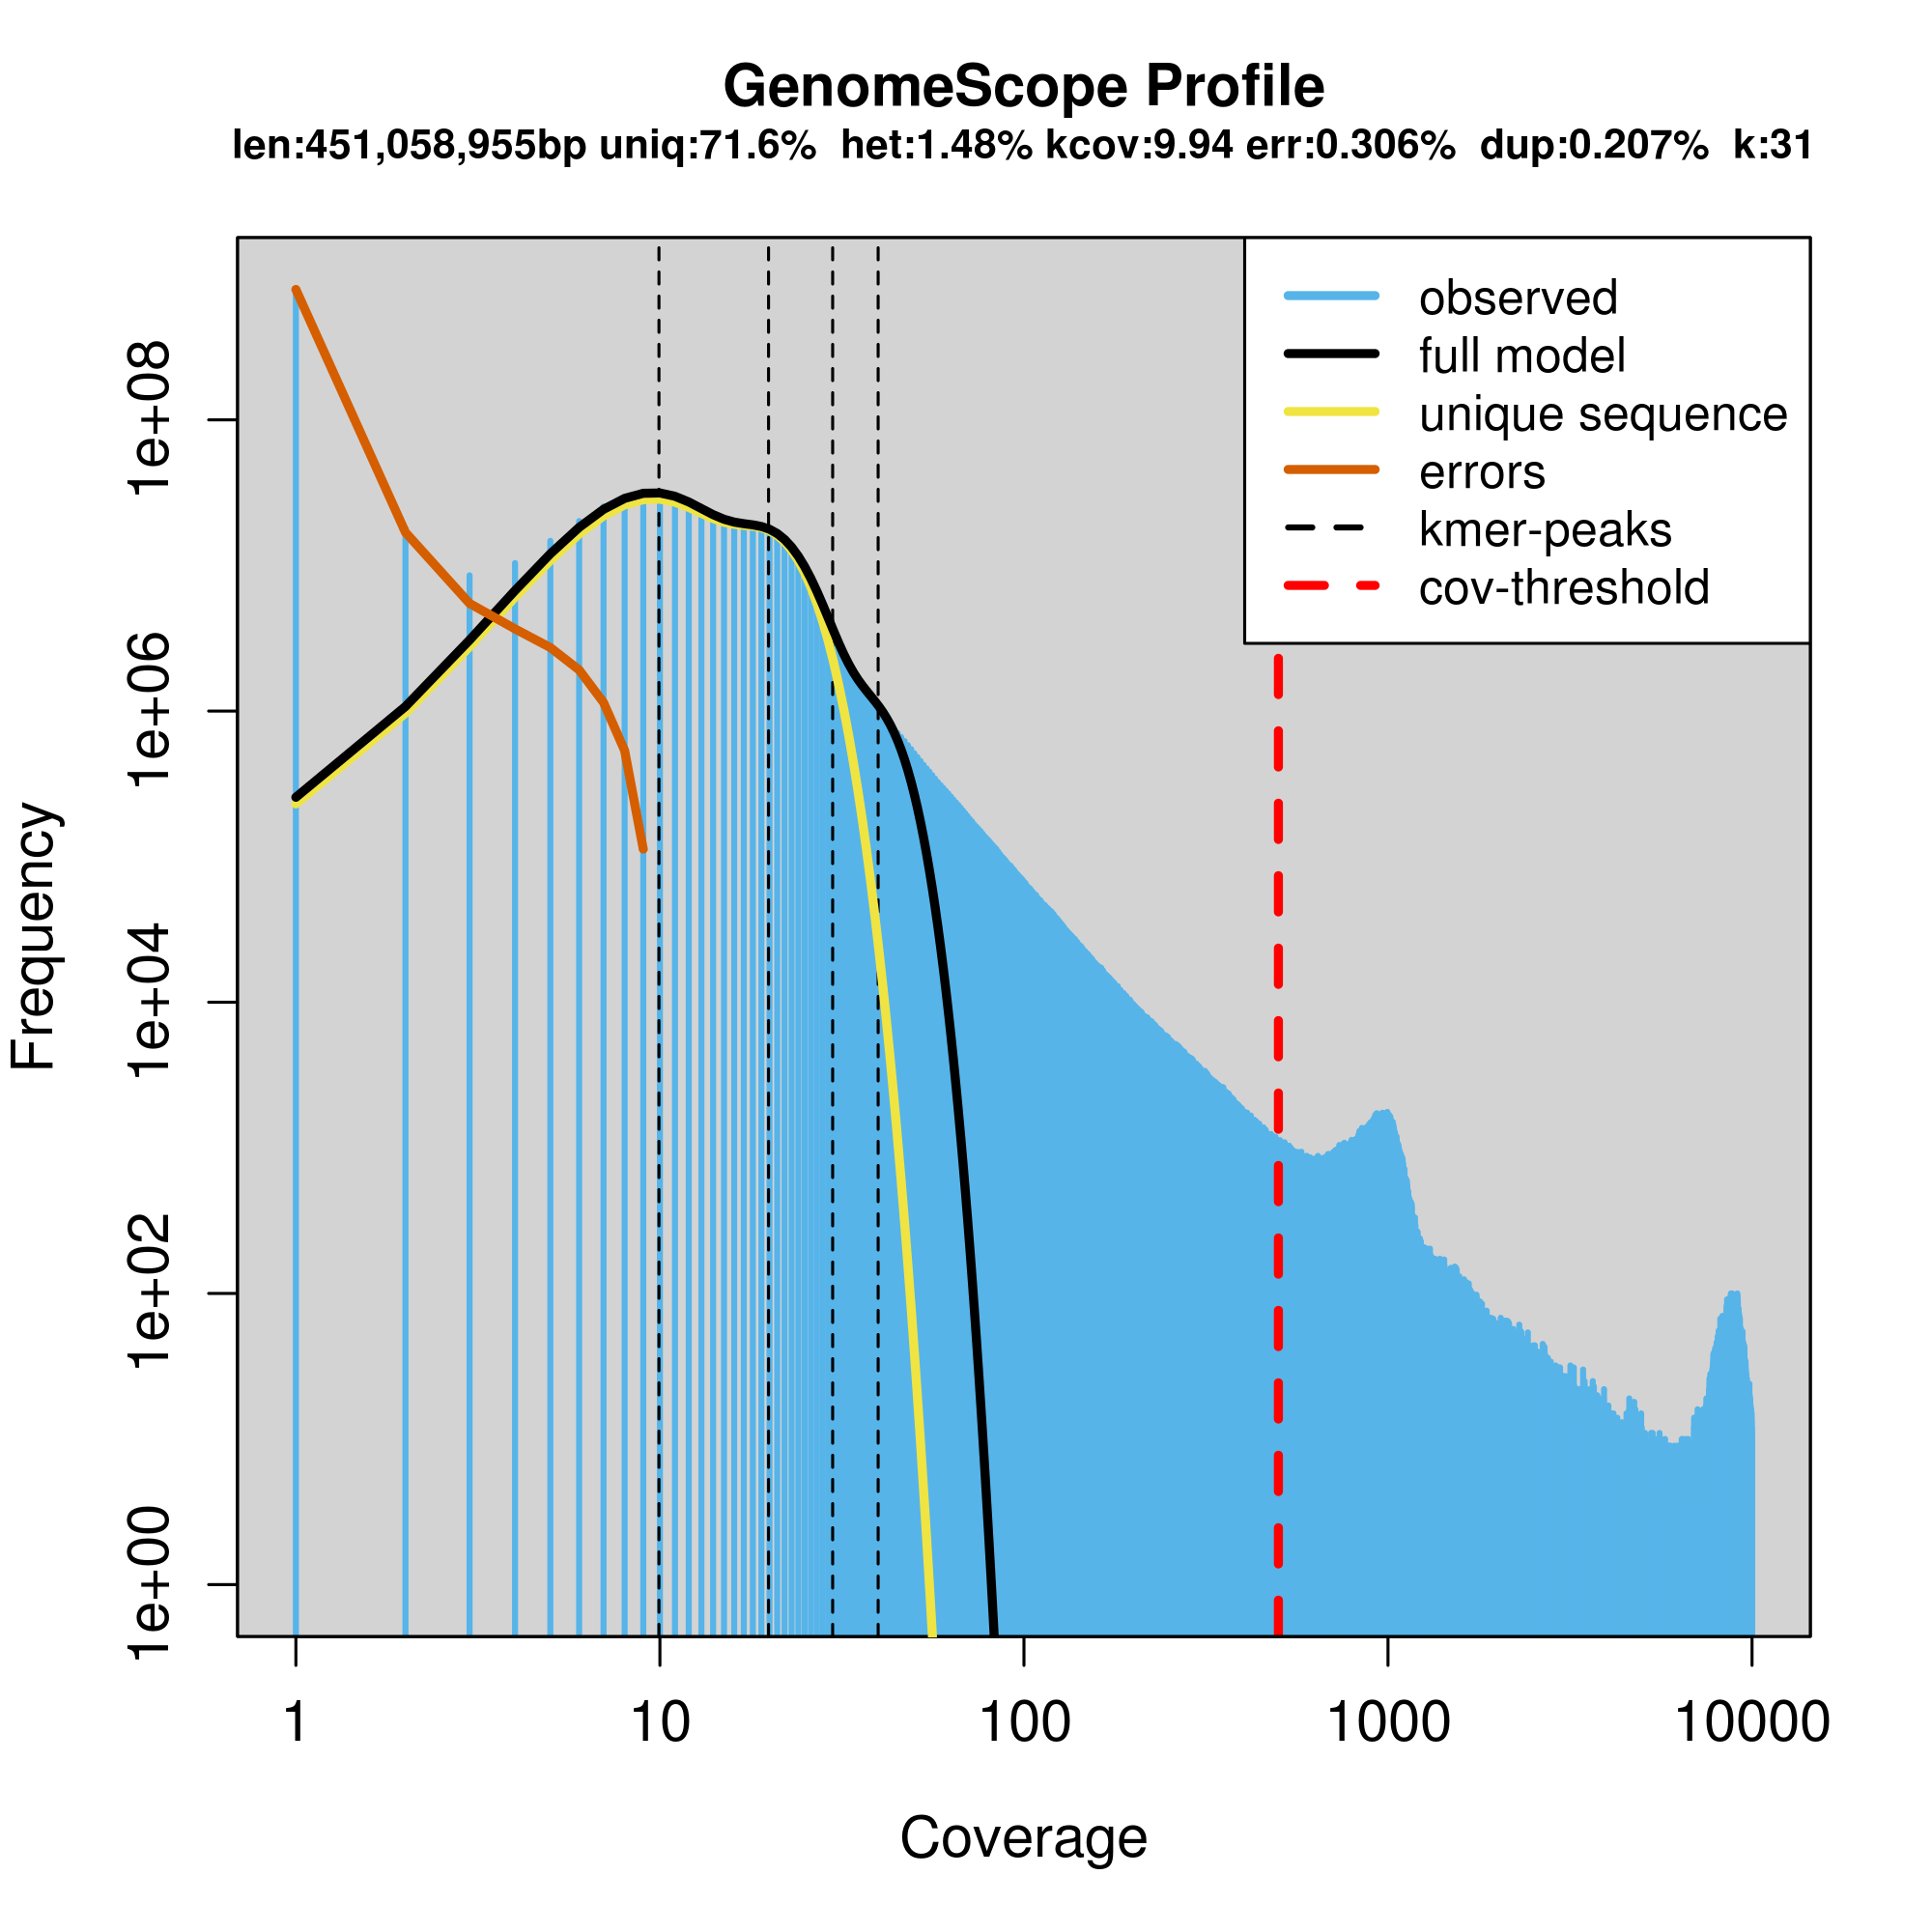 GenomeScope Profile
len:451,058,955bp uniq:71.6% het:1.48% kcov:9.94 err:0.306% dup:0.207% k:31
observed
full model
unique sequence
errors
kmer-peaks
cov-threshold
Frequency
1e+08
1e+06
1e+04
1e+02
1e+00
1 10 100 1000 10000
Coverage